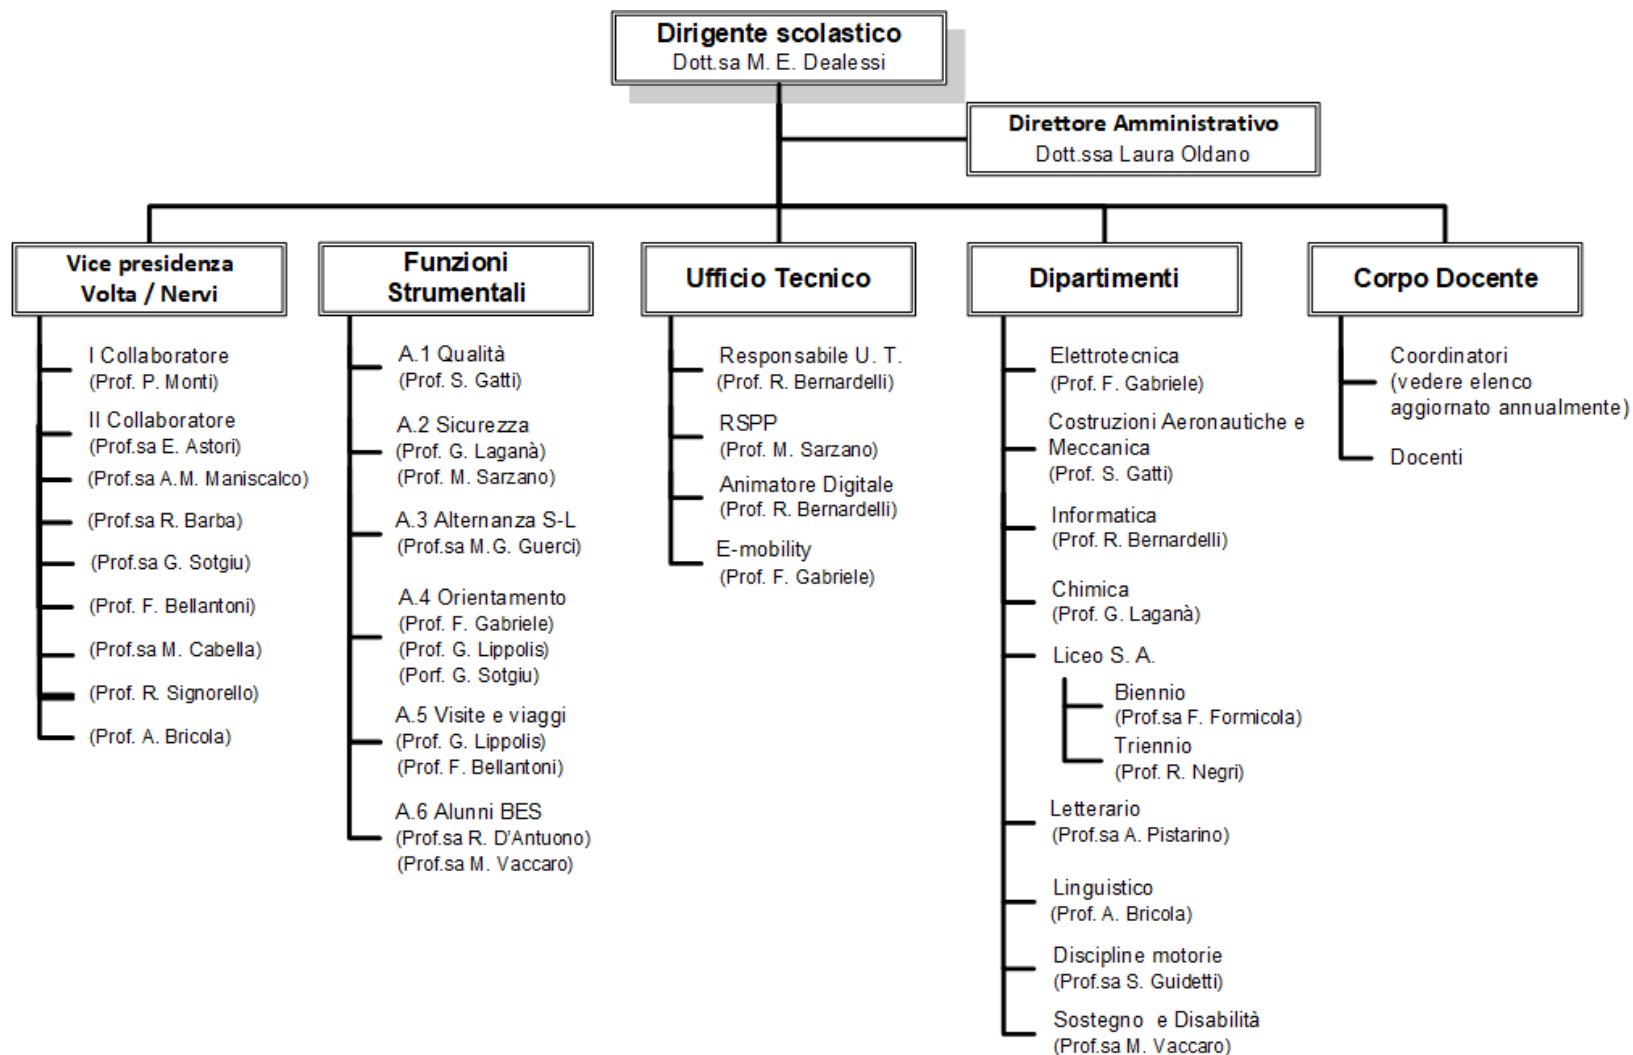 Dirigente scolastico
Dott.sa M. E. Dealessi
Direttore Amministrativo
Dott.ssa Laura Oldano
Vice presidenza
Volta / Nervi
I Collaboratore
(Prof. P. Monti)
II Collaboratore
(Prof.sa E. Astori)
(Prof.sa A.M. Maniscalco)
(Prof.sa R. Barba)
(Prof.sa G. Sotgiu)
(Prof. F. Bellantoni)
(Prof.sa M. Cabella)
(Prof. R. Signorello)
(Prof. A. Bricola)
Funzioni
Strumentali
A.1 Qualità
(Prof. S. Gatti)
A.2 Sicurezza
(Prof. G. Laganà)
(Prof. M. Sarzano)
A.3 Alternanza S-L
(Prof.sa M.G. Guerci)
A.4 Orientamento
(Prof. F. Gabriele)
(Prof. G. Lippolis)
(Porf. G. Sotgiu)
A.5 Visite e viaggi
(Prof. G. Lippolis)
(Prof. F. Bellantoni)
A.6 Alunni BES
(Prof.sa R. D'Antuono)
(Prof.sa M. Vaccaro)
Ufficio Tecnico
Responsabile U. T.
(Prof. R. Bernardelli)
RSPP
(Prof. M. Sarzano)
Animatore Digitale
(Prof. R. Bernardelli)
E-mobility
(Prof. F. Gabriele)
Dipartimenti
Elettrotecnica
(Prof. F. Gabriele)
Costruzioni Aeronautiche e
Meccanica
(Prof. S. Gatti)
Informatica
(Prof. R. Bernardelli)
Chimica
(Prof. G. Laganà)
Liceo S. A.
Biennio
(Prof.sa F. Formicola)
Triennio
(Prof. R. Negri)
Letterario
(Prof.sa A. Pistarino)
Linguistico
(Prof. A. Bricola)
Discipline motorie
(Prof.sa S. Guidetti)
Sostegno e Disabilità
(Prof.sa M. Vaccaro)
Corpo Docente
Coordinatori
(vedere elenco
aggiornato annualmente)
Docenti